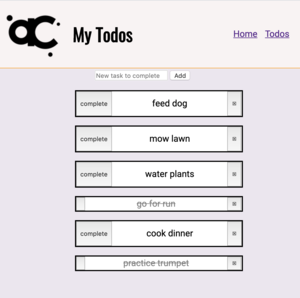 ac My Todos
Home Todos
New task to complete Add
complete feed dog
complete mow lawn
complete water plants
go for run
complete cook dinner
practice trumpet